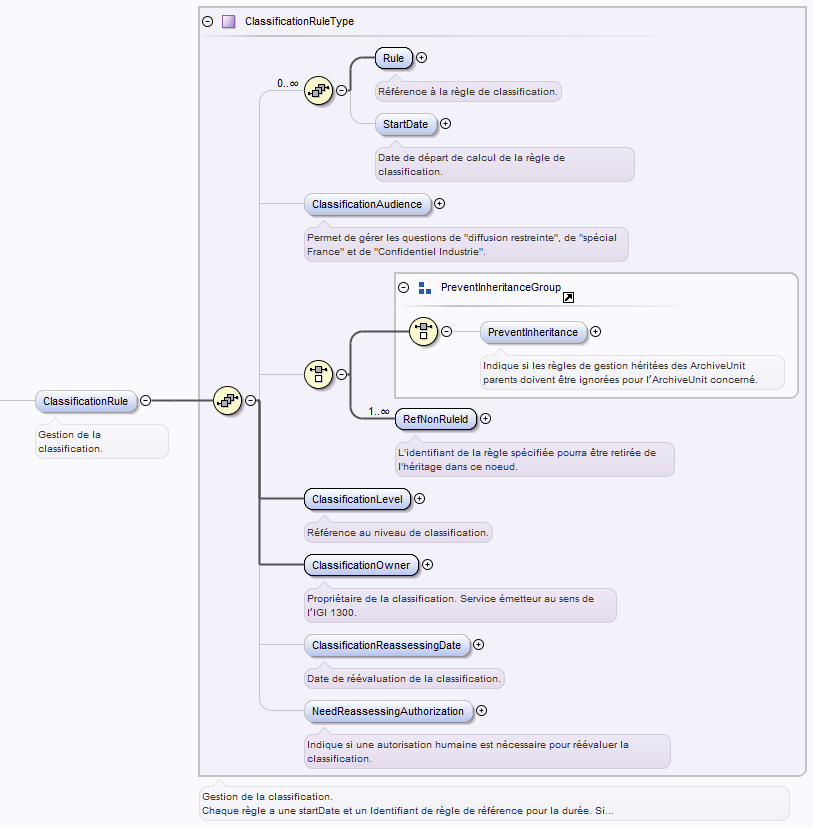 ClassificationRuleType
0..∞
Rule
Référence à la règle de classification.
StartDate
Date de départ de calcul de la règle de
classification.
ClassificationAudience
Permet de gérer les questions de "diffusion restreinte", de "spécial
France" et de "Confidentiel Industrie".
PreventInheritanceGroup
PreventInheritance
Indique si les règles de gestion héritées des ArchiveUnit
parents doivent être ignorées pour l’ArchiveUnit concerné.
ClassificationRule
Gestion de la
classification.
1..∞
RefNonRuleId
L'identifiant de la règle spécifiée pourra être retirée de
l'héritage dans ce noeud.
ClassificationLevel
Référence au niveau de classification.
ClassificationOwner
Propriétaire de la classification. Service émetteur au sens de
l’IGI 1300.
ClassificationReassessingDate
Date de réévaluation de la classification.
NeedReassessingAuthorization
Indique si une autorisation humaine est nécessaire pour réévaluer la
classification.
Gestion de la classification.
Chaque règle a une startDate et un Identifiant de règle de référence pour la durée. Si...